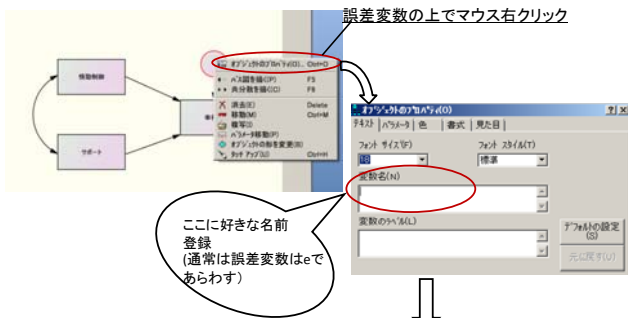 誤差変数の上でマウス右クリック
情動制御
サポート
オブジェクトのプロパティ(O)... Ctrl+O
パス図を描く(P) F5
共分散を描く(C) F6
消去(E) Delete
移動(M) Ctrl+M
複写(I)
パラメータ移動(P)
オブジェクトの形を変更(B)
タッチ アップ(U) Ctrl+H
オブジェクトのプロパティ(O)
テキスト パラメータ 色 書式 見た目
フォント サイズ(F) フォント スタイル(T)
18 標準
変数名(N)
変数のラベル(L)
デフォルトの設定
(S)
元に戻す(U)
ここに好きな名前
登録
(通常は誤差変数はeで
あらわす)